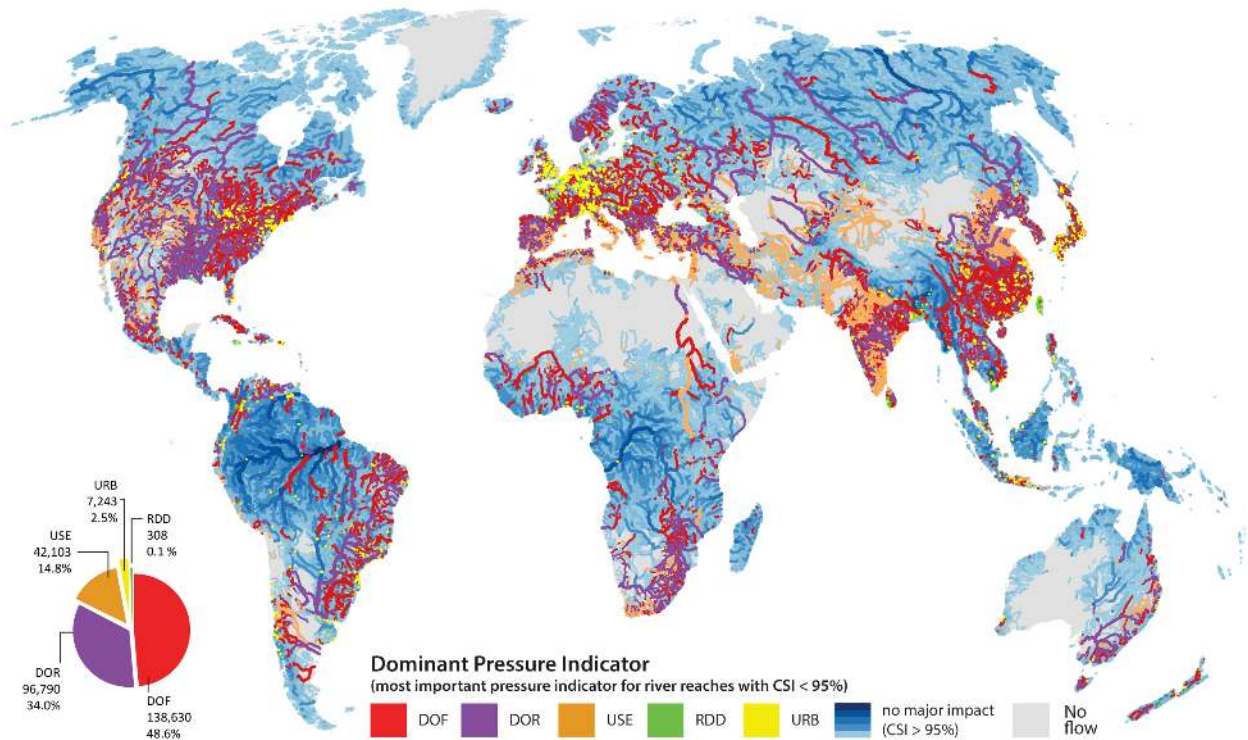 URB
7,243
2.5%
RDD
308
0.1 %
USE
42,103
14.8%
DOR
96,790
34.0%
DOF
138,630
48.6%
Dominant Pressure Indicator
(most important pressure indicator for river reaches with CSI < 95%)
DOF DOR USE RDD URB no major impact (CSI > 95%) No flow